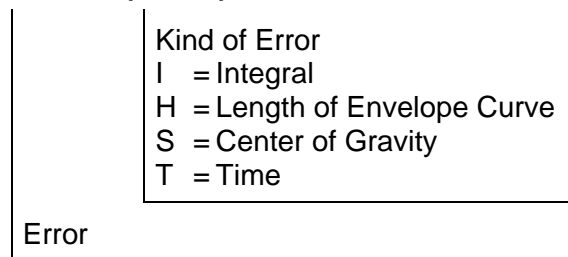 Kind of Error
I = Integral
H = Length of Envelope Curve
S = Center of Gravity
T = Time
Error